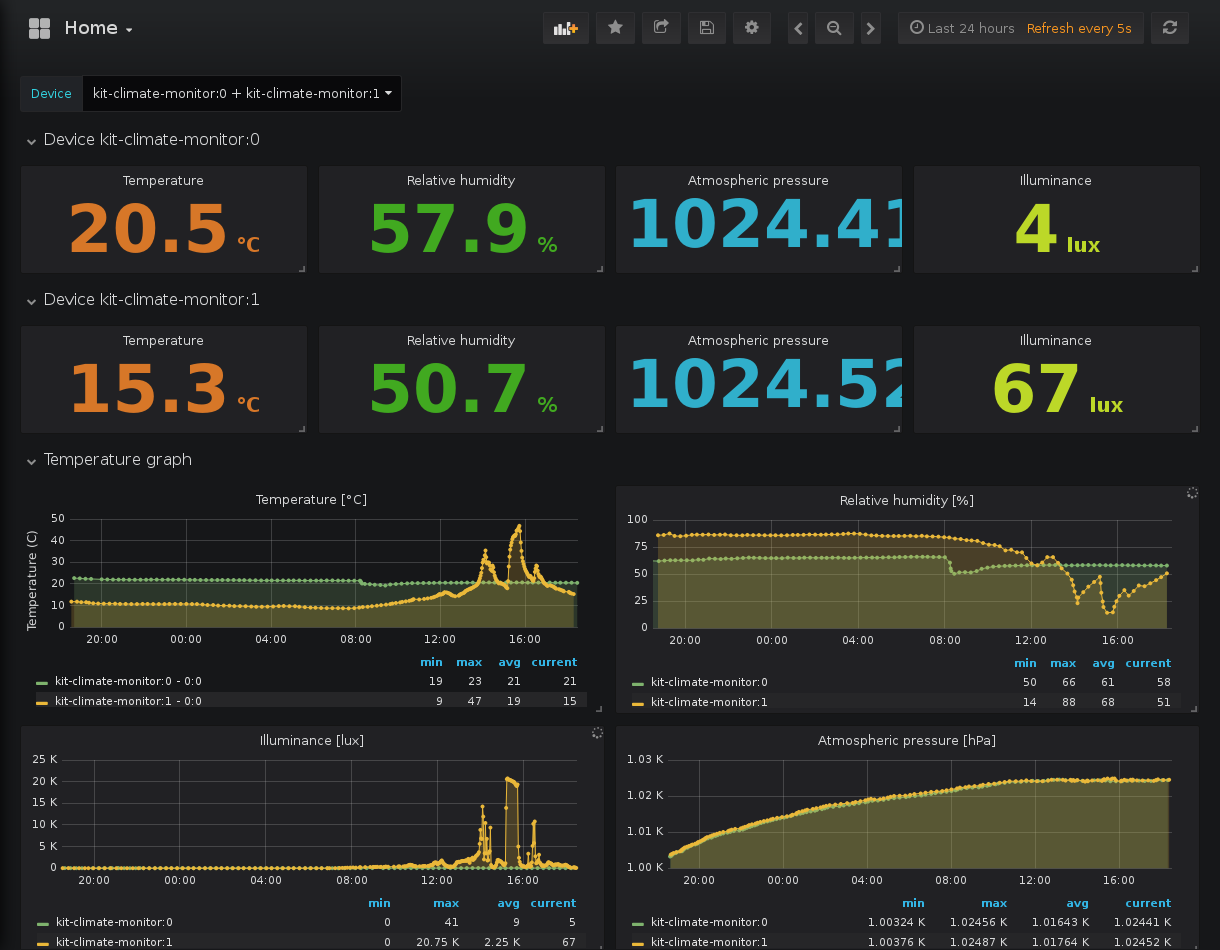 Home
Last 24 hours Refresh every 5s
Device kit-climate-monitor:0 + kit-climate-monitor:1
Device kit-climate-monitor:0
Temperature Relative humidity Atmospheric pressure Illuminance
20.5 °C 57.9 % 1024.41 4 lux
Device kit-climate-monitor:1
Temperature Relative humidity Atmospheric pressure Illuminance
15.3 °C 50.7 % 1024.52 67 lux
Temperature graph
Temperature [°C]
Temperature (C)
50
40
30
20
10
0
20:00 00:00 04:00 08:00 12:00 16:00
min max avg current
kit-climate-monitor:0 - 0:0 19 23 21 21
kit-climate-monitor:1 - 0:0 9 47 19 15
Relative humidity [%]
100
75
50
25
0
20:00 00:00 04:00 08:00 12:00 16:00
min max avg current
kit-climate-monitor:0 50 66 61 58
kit-climate-monitor:1 14 88 68 51
Illuminance [lux]
25 K
20 K
15 K
10 K
5 K
0
20:00 00:00 04:00 08:00 12:00 16:00
min max avg current
kit-climate-monitor:0 0 41 9 5
kit-climate-monitor:1 0 20.75 K 2.25 K 67
Atmospheric pressure [hPa]
1.03 K
1.02 K
1.01 K
1.00 K
20:00 00:00 04:00 08:00 12:00 16:00
min max avg current
kit-climate-monitor:0 1.00324 K 1.02456 K 1.01643 K 1.02441 K
kit-climate-monitor:1 1.00376 K 1.02487 K 1.01764 K 1.02452 K